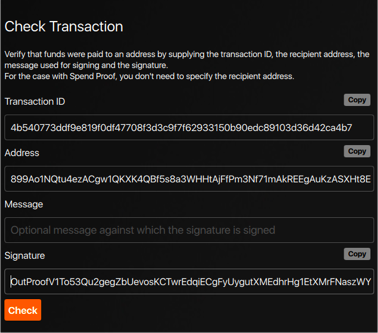 Check Transaction
Verify that funds were paid to an address by supplying the transaction ID, the recipient address, the
message used for signing and the signature.
For the case with Spend Proof, you don't need to specify the recipient address.
Transaction ID
Copy
4b540773ddf9e819f0df47708f3d3c9f7f62933150b90edc89103d36d42ca4b7
Address
Copy
899Ao1NQtu4ezACgw1QKXK4QBf5s8a3WHHtAjFfPm3Nf71mAkREEgAuKzASXHt8E
Message
Optional message against which the signature is signed
Signature
Copy
OutProofV1To53Qu2gegZbUevosKCTwrEdqiECgFyUygutXMEdhrHg1EtXMrFNaszWY
Check